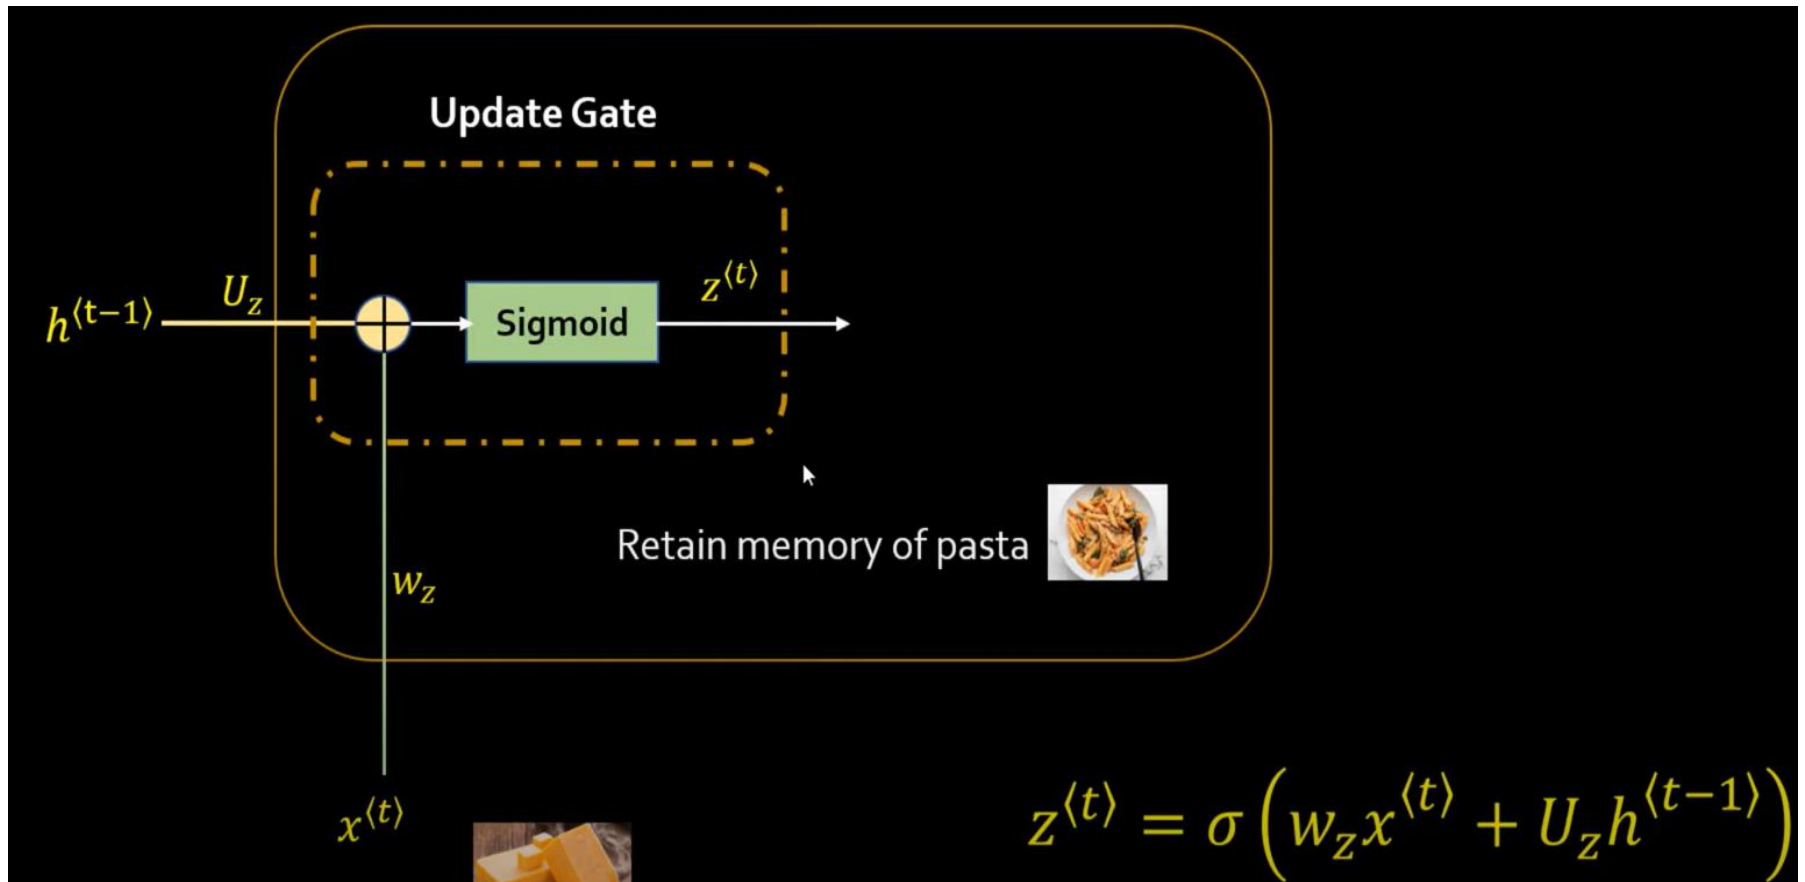 Update Gate
U_z
z^⟨t⟩
h^⟨t−1⟩
Sigmoid
Retain memory of pasta
w_z
x^⟨t⟩
z^⟨t⟩ = σ(w_z x^⟨t⟩ + U_z h^⟨t−1⟩)